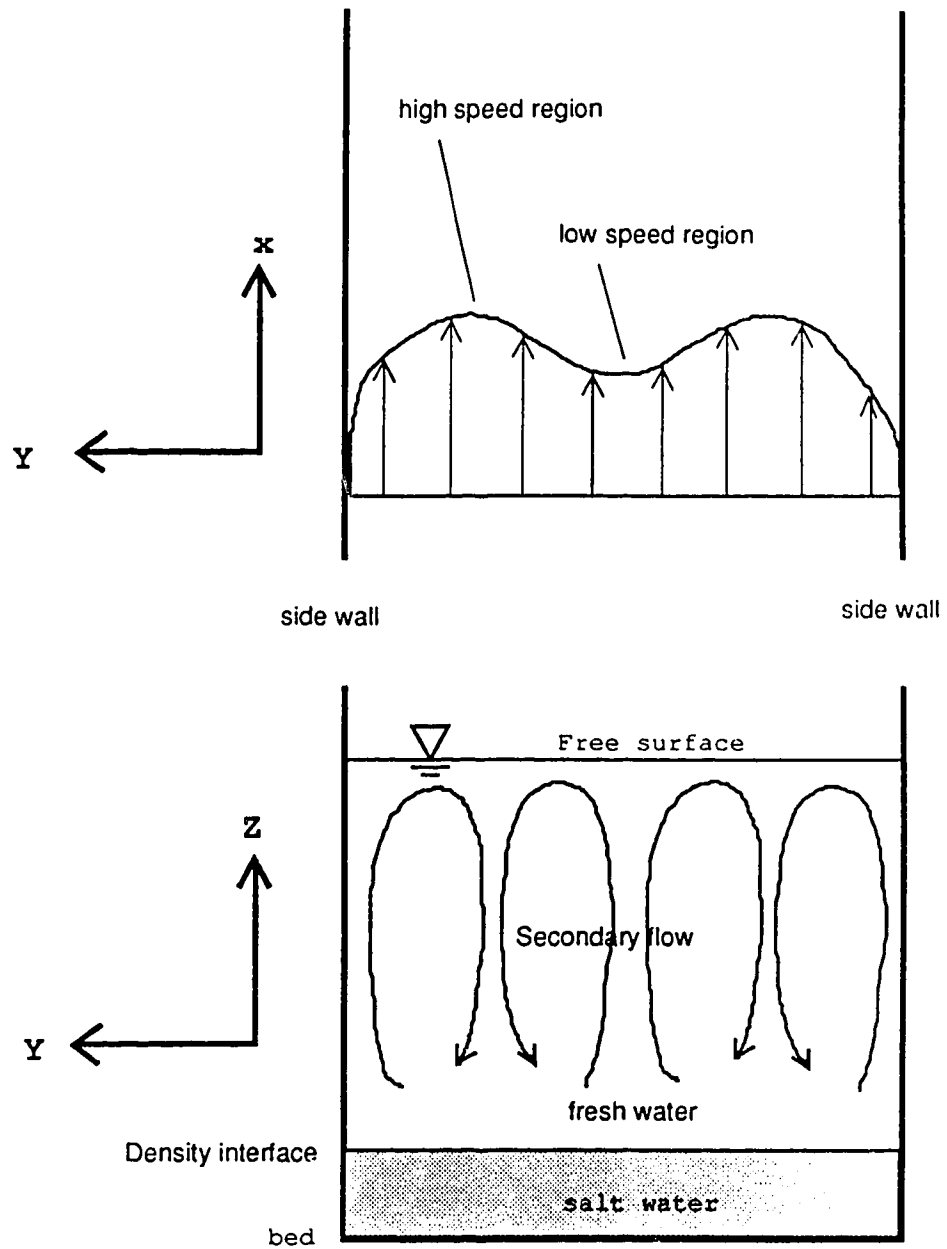 high speed region
low speed region
x
Y
side wall
side wall
Free surface
Z
Secondary flow
Y
fresh water
Density interface
salt water
bed